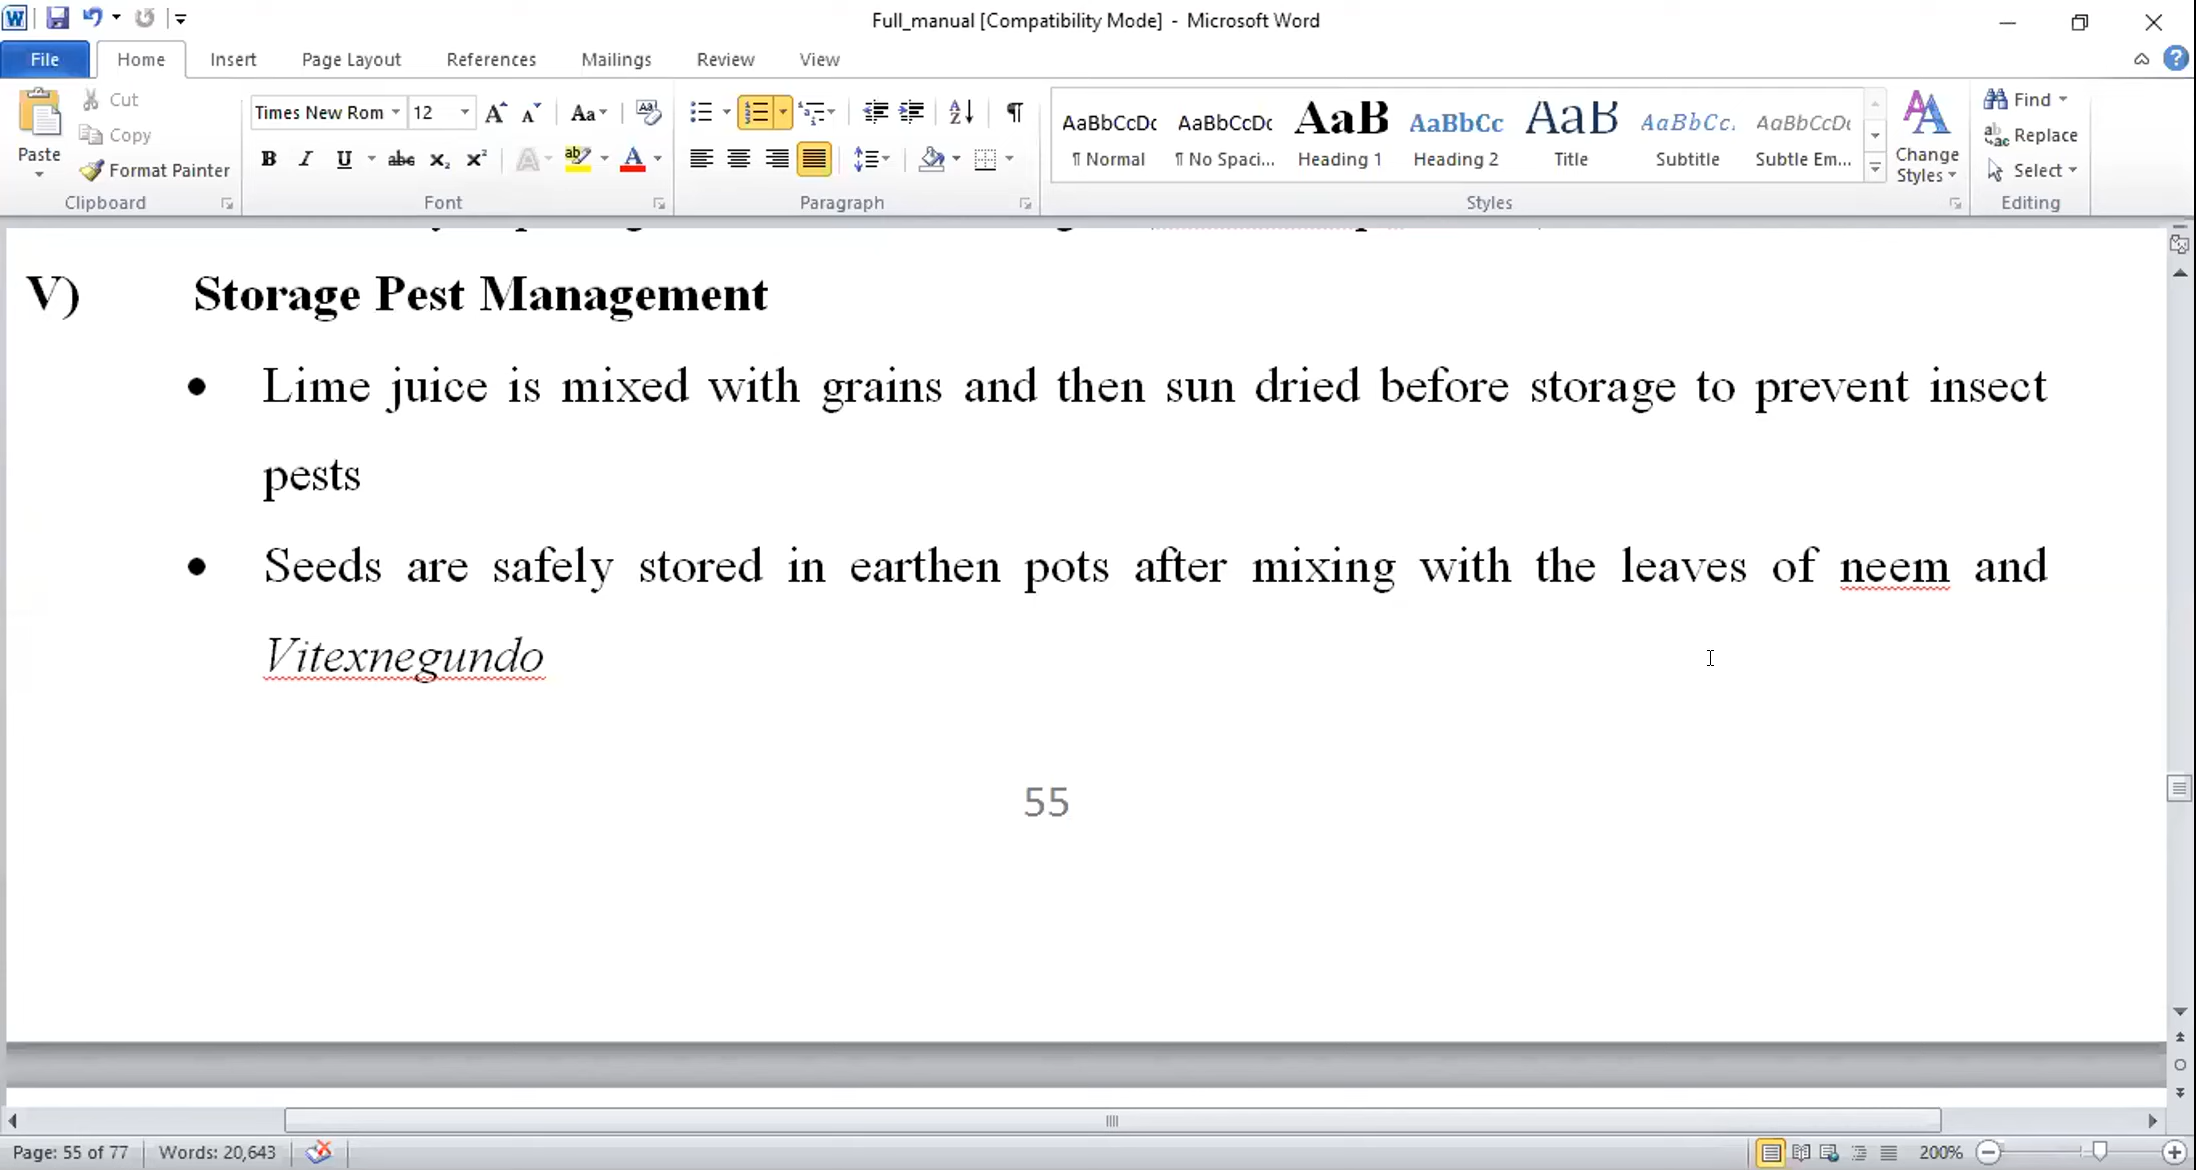 Full_manual [Compatibility Mode] - Microsoft Word
File Home Insert Page Layout References Mailings Review View
Paste
Cut
Copy
Format Painter
Clipboard
Times New Rom 12
Font
Paragraph
AaBbCcDc AaBbCcDc AaB AaBbCc AaB AaBbCc. AaBbCcDc
¶ Normal ¶ No Spaci... Heading 1 Heading 2 Title Subtitle Subtle Em...
Change
Styles
Styles
Find
Replace
Select
Editing
V) Storage Pest Management
• Lime juice is mixed with grains and then sun dried before storage to prevent insect
pests
• Seeds are safely stored in earthen pots after mixing with the leaves of neem and
Vitexnegundo
55
Page: 55 of 77 Words: 20,643 200%